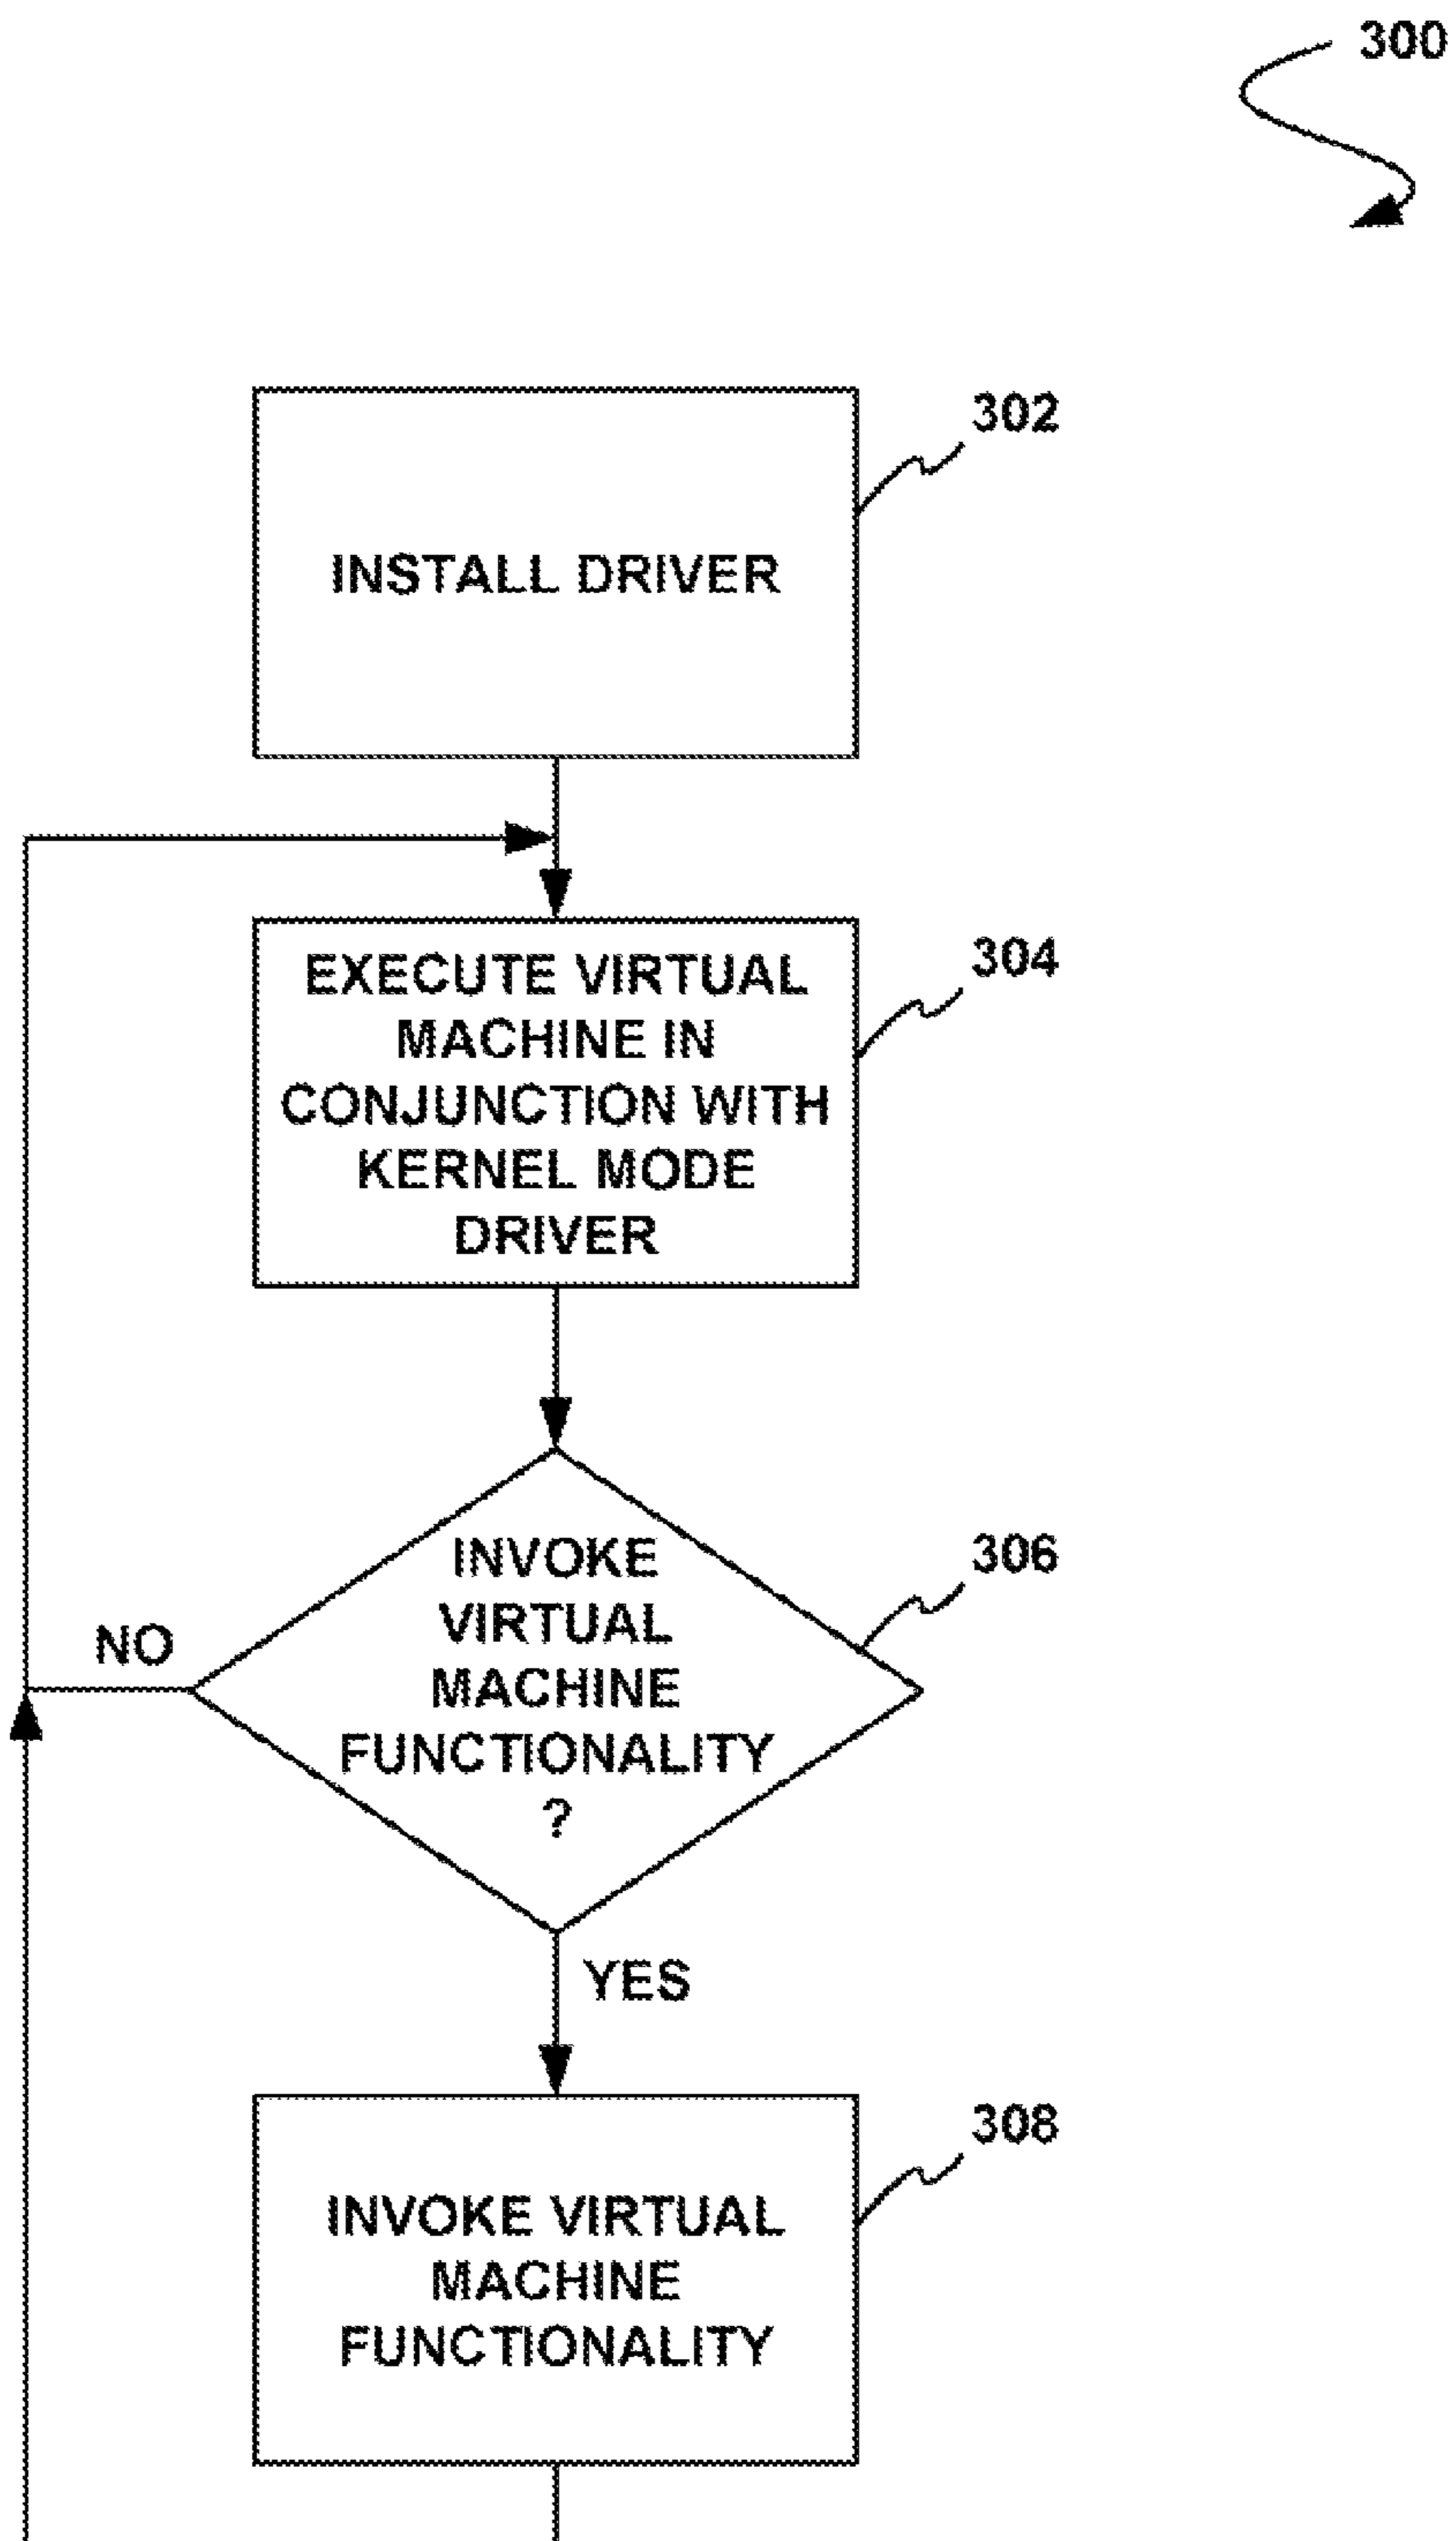 300
302
INSTALL DRIVER
304
EXECUTE VIRTUAL
MACHINE IN
CONJUNCTION WITH
KERNEL MODE
DRIVER
306
INVOKE
VIRTUAL
MACHINE
FUNCTIONALITY
?
NO
YES
308
INVOKE VIRTUAL
MACHINE
FUNCTIONALITY